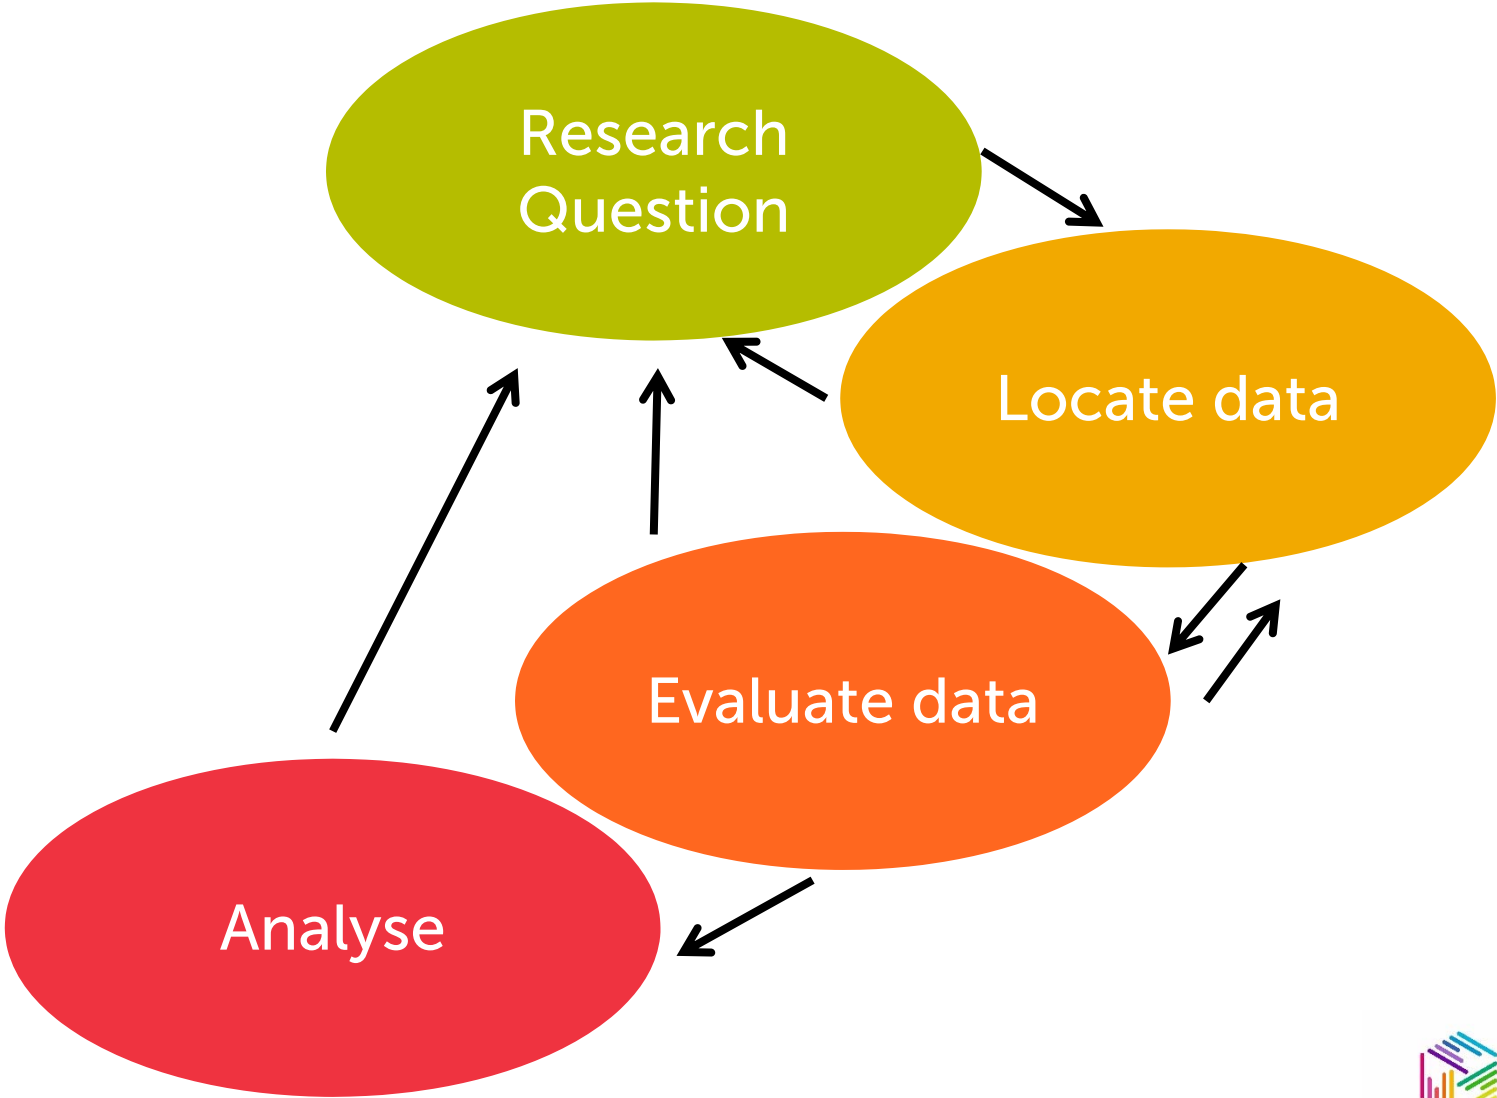 Research
Question
Locate data
Evaluate data
Analyse